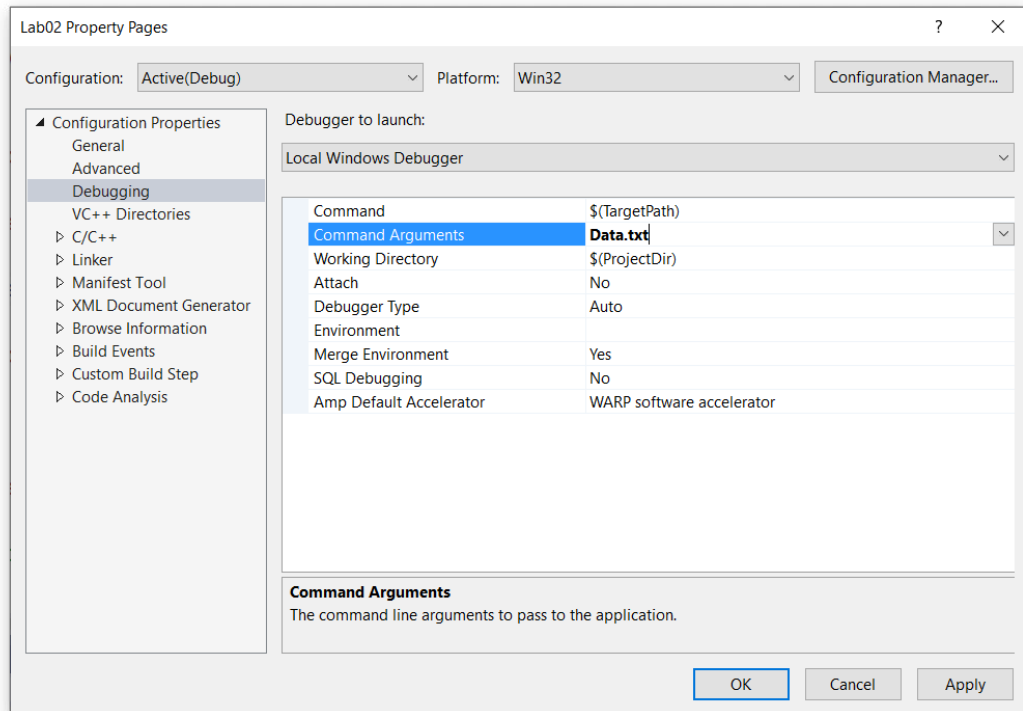 Lab02 Property Pages
?
Configuration: Active(Debug) Platform: Win32 Configuration Manager...
Configuration Properties
General
Advanced
Debugging
VC++ Directories
C/C++
Linker
Manifest Tool
XML Document Generator
Browse Information
Build Events
Custom Build Step
Code Analysis
Debugger to launch:
Local Windows Debugger
Command $(TargetPath)
Command Arguments Data.txt
Working Directory $(ProjectDir)
Attach No
Debugger Type Auto
Environment
Merge Environment Yes
SQL Debugging No
Amp Default Accelerator WARP software accelerator
Command Arguments
The command line arguments to pass to the application.
OK Cancel Apply